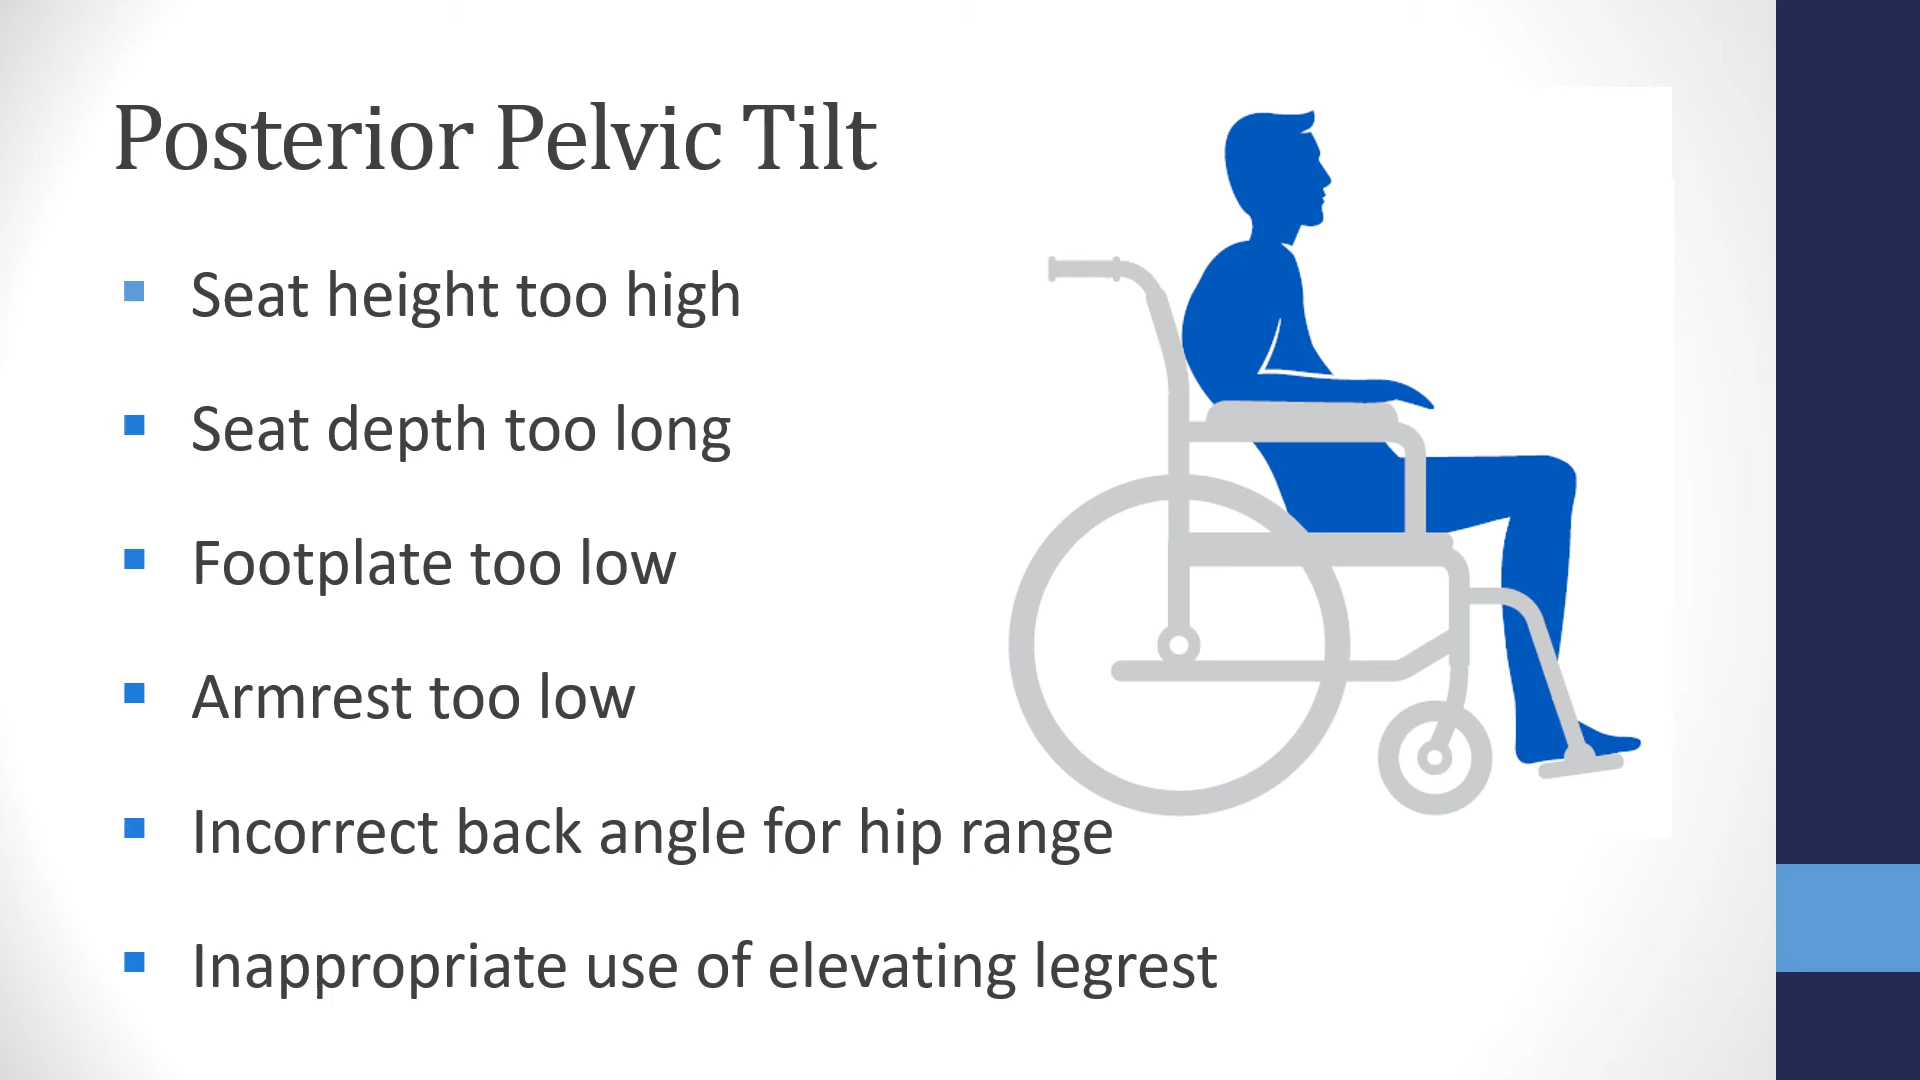 Posterior Pelvic Tilt
Seat height too high
Seat depth too long
Footplate too low
Armrest too low
Incorrect back angle for hip range
Inappropriate use of elevating legrest